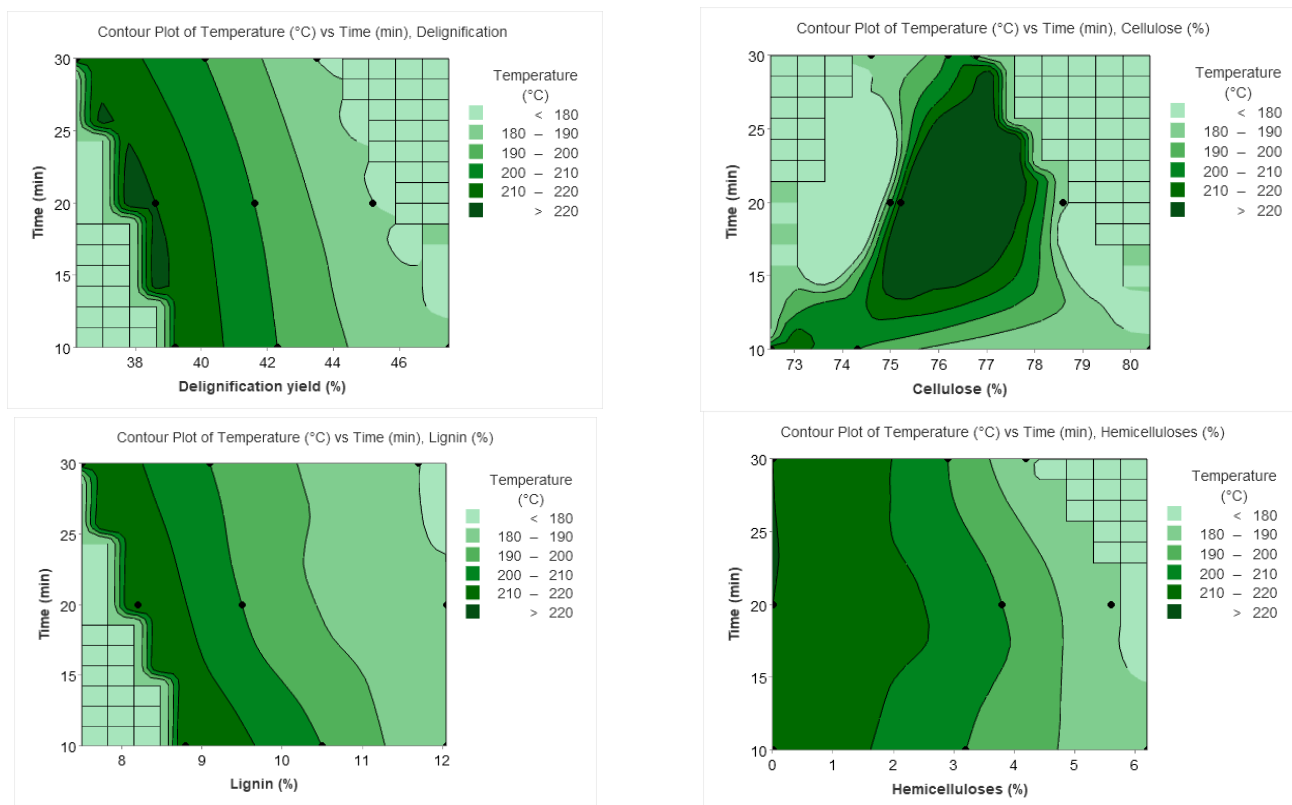 Contour Plot of Temperature (°C) vs Time (min), Delignification
30
25
20
15
10
Time (min)
38
40
42
44
46
Delignification yield (%)
Temperature
(°C)
< 180
180 – 190
190 – 200
200 – 210
210 – 220
> 220
Contour Plot of Temperature (°C) vs Time (min), Cellulose (%)
30
25
20
15
10
Time (min)
73
74
75
76
77
78
79
80
Cellulose (%)
Temperature
(°C)
< 180
180 – 190
190 – 200
200 – 210
210 – 220
> 220
Contour Plot of Temperature (°C) vs Time (min), Lignin (%)
30
25
20
15
10
Time (min)
8
9
10
11
12
Lignin (%)
Temperature
(°C)
< 180
180 – 190
190 – 200
200 – 210
210 – 220
> 220
Contour Plot of Temperature (°C) vs Time (min), Hemicelluloses (%)
30
25
20
15
10
Time (min)
0
1
2
3
4
5
6
Hemicelluloses (%)
Temperature
(°C)
< 180
180 – 190
190 – 200
200 – 210
210 – 220
> 220